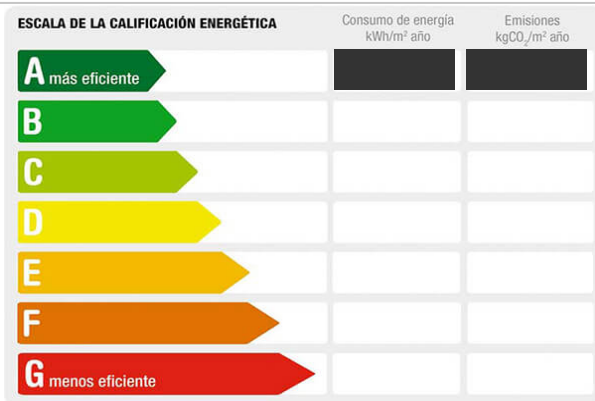 ESCALA DE LA CALIFICACIÓN ENERGÉTICA
Consumo de energía
kWh/m² año
Emisiones
kgCO₂/m² año
A más eficiente
B
C
D
E
F
G menos eficiente